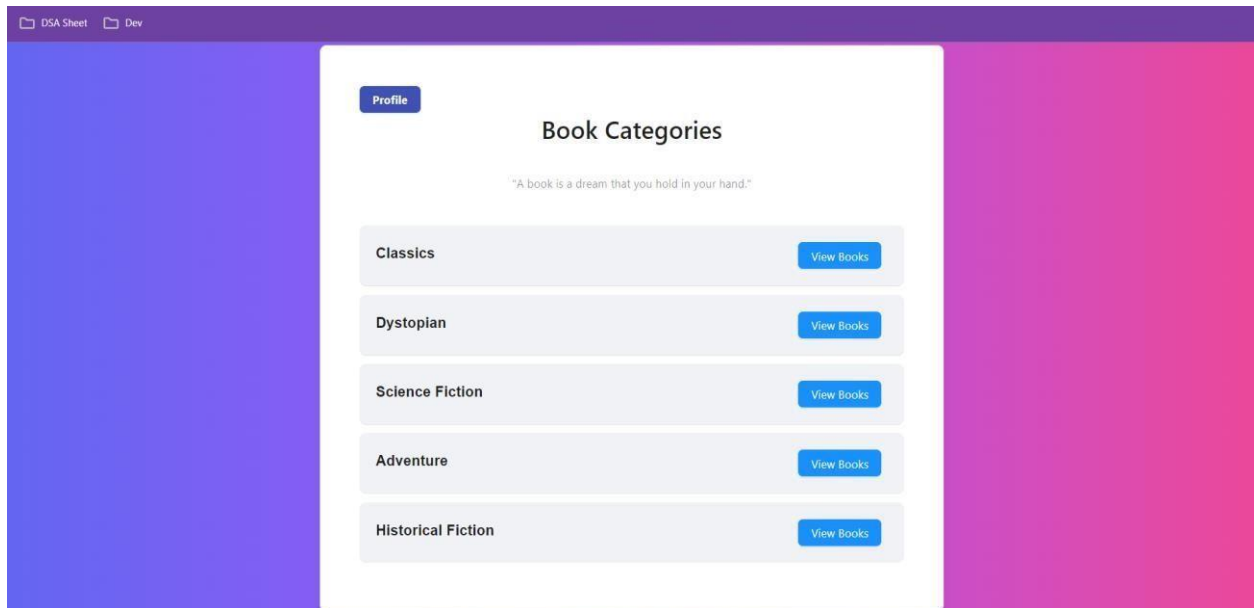 DSA Sheet Dev
Profile
Book Categories
"A book is a dream that you hold in your hand."
Classics View Books
Dystopian View Books
Science Fiction View Books
Adventure View Books
Historical Fiction View Books